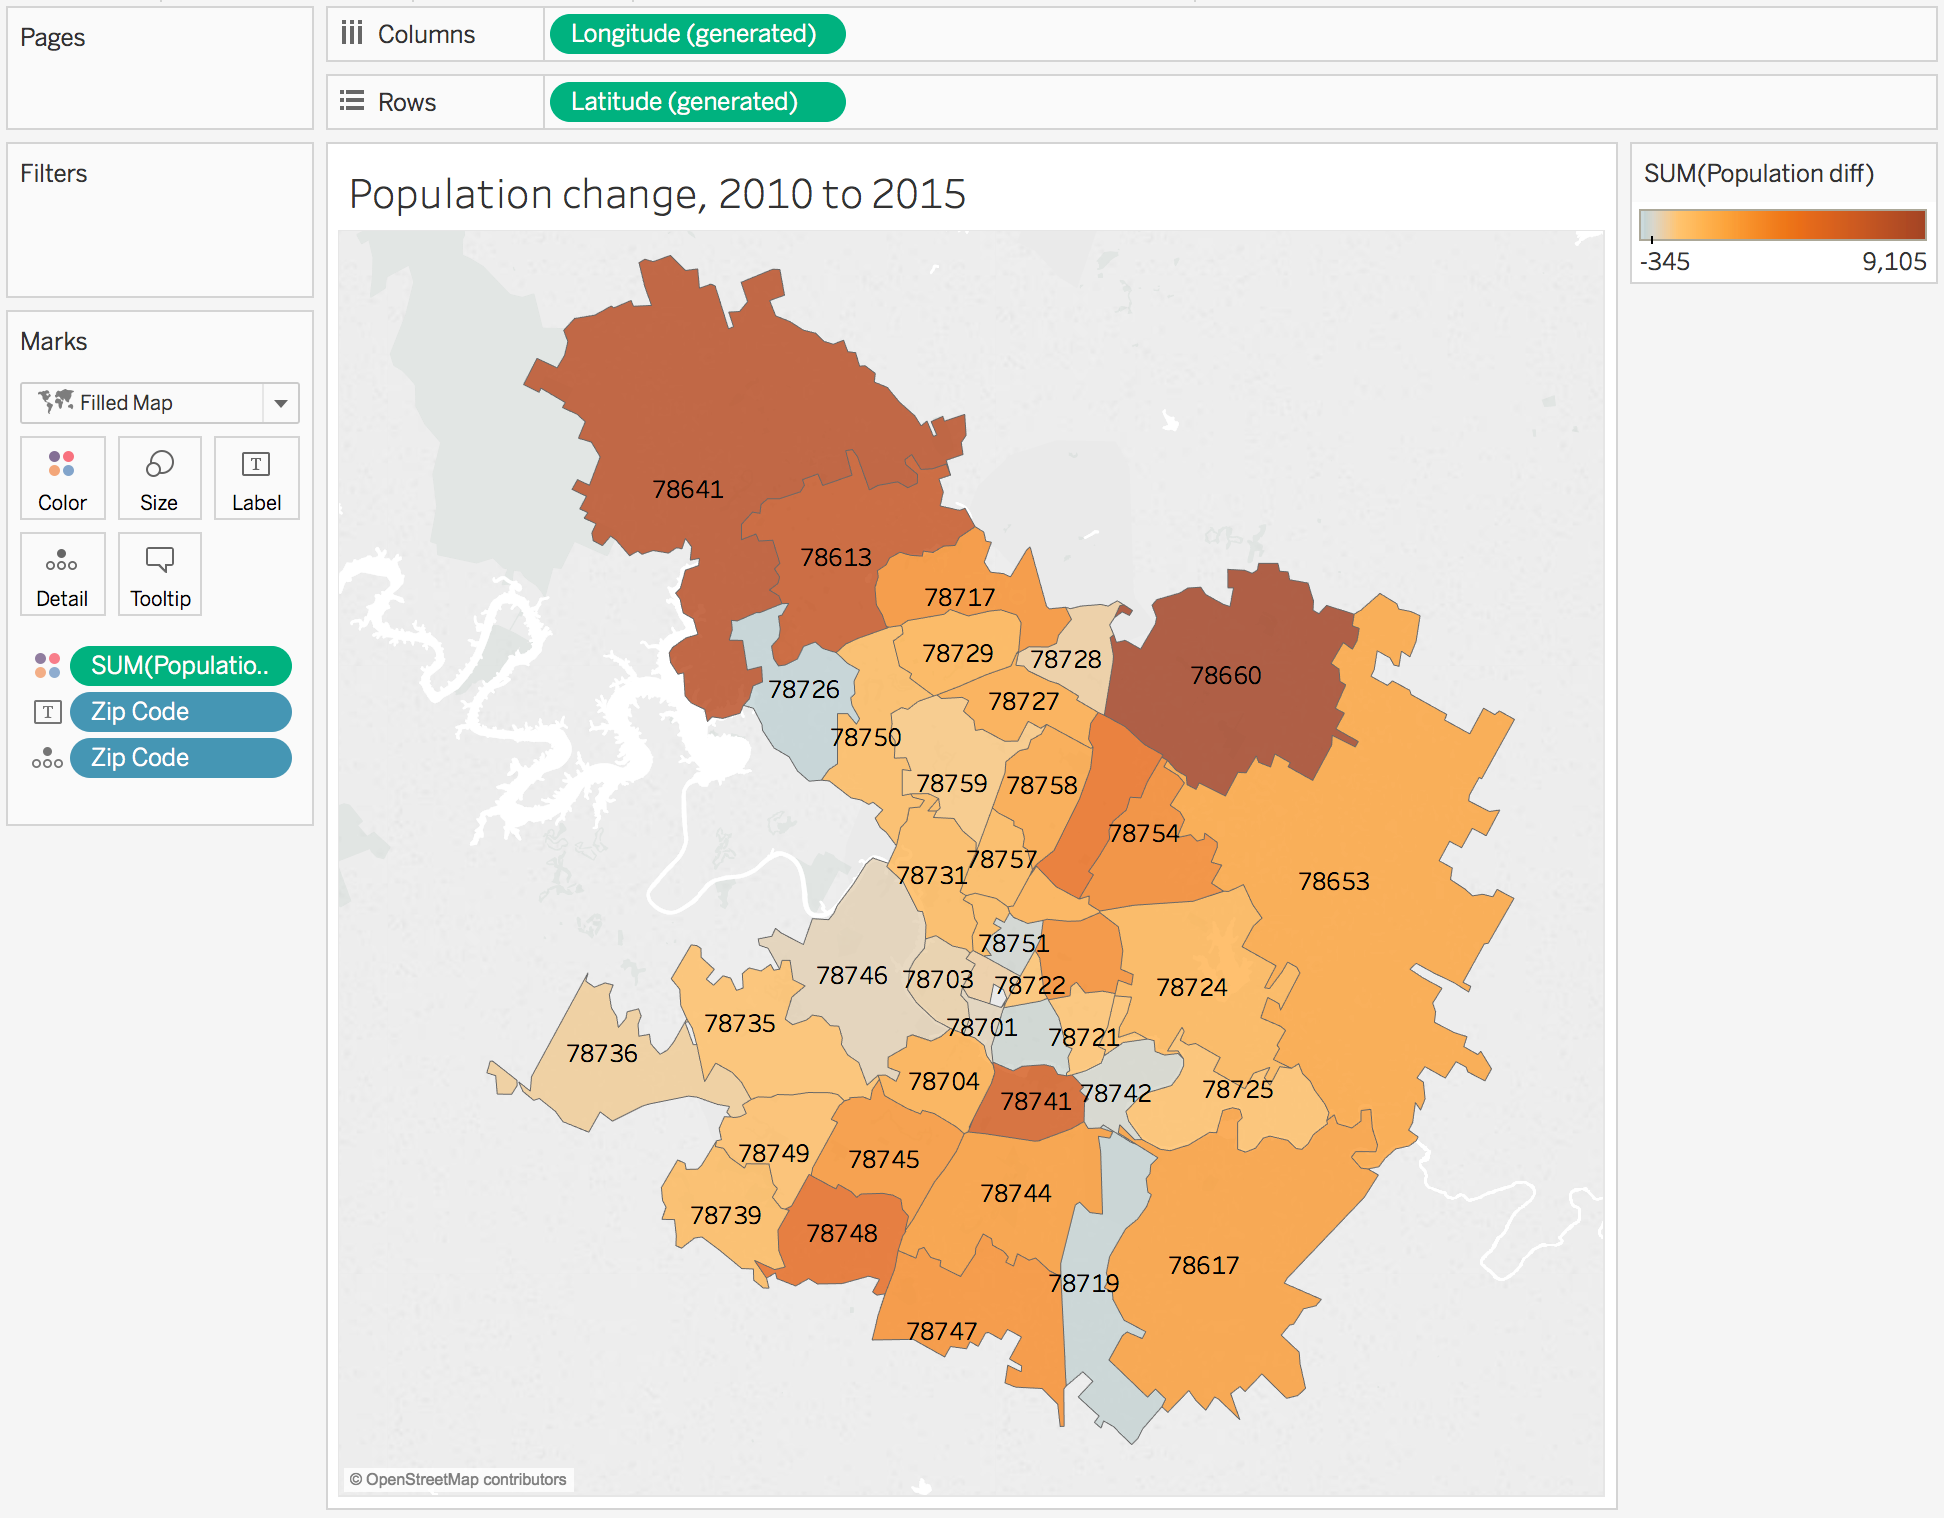 Pages
Columns
Longitude (generated)
Rows
Latitude (generated)
Filters
Marks
Filled Map
Color
Size
Label
Detail
Tooltip
SUM(Populatio..
Zip Code
Zip Code
Population change, 2010 to 2015
78641
78613
78717
78729
78728
78660
78726
78727
78750
78759
78758
78754
78757
78731
78653
78751
78746
78703
78722
78724
78735
78701
78721
78736
78704
78741
78742
78725
78749
78745
78744
78739
78748
78617
78719
78747
© OpenStreetMap contributors
SUM(Population diff)
-345
9,105